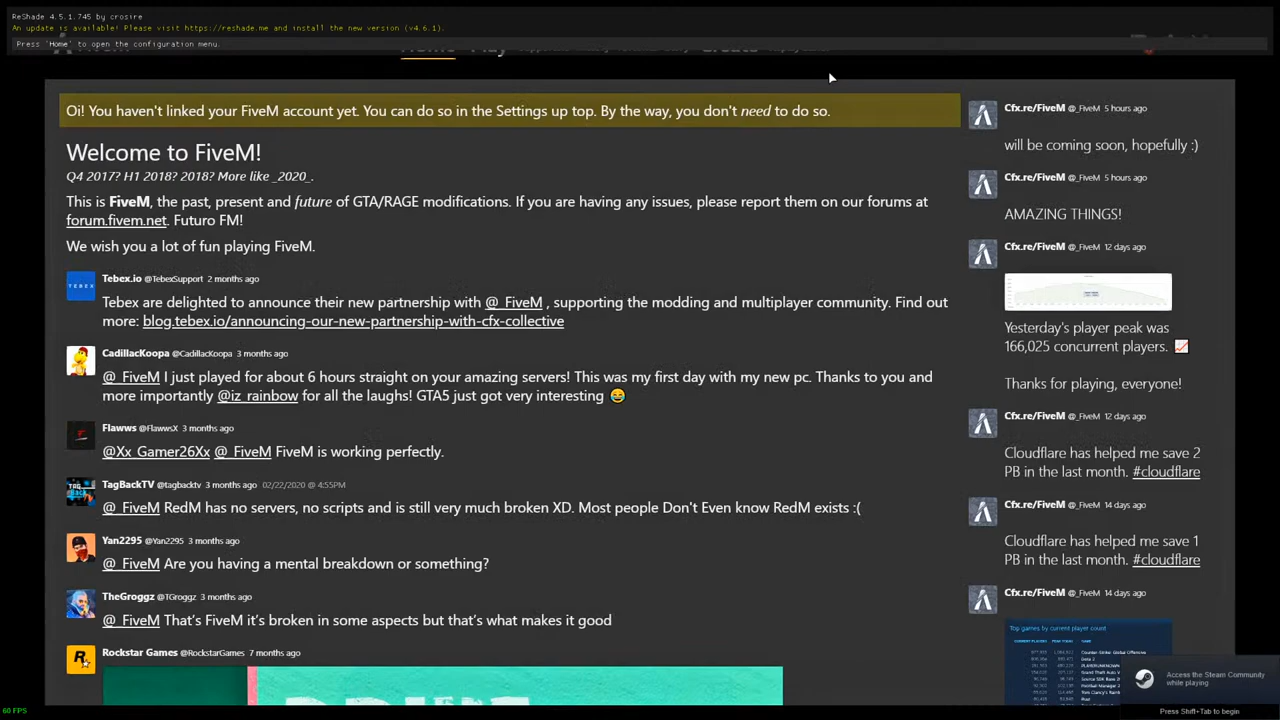 ReShade 4.5.1.745 by crosire
An update is available! Please visit https://reshade.me and install the new version (v4.6.1).
Press 'Home' to open the configuration menu.
Oi! You haven't linked your FiveM account yet. You can do so in the Settings up top. By the way, you don't need to do so.
Welcome to FiveM!
Q4 2017? H1 2018? 2018? More like _2020_.
This is FiveM, the past, present and future of GTA/RAGE modifications. If you are having any issues, please report them on our forums at
forum.fivem.net. Futuro FM!
We wish you a lot of fun playing FiveM.
Tebex.io @TebexSupport 2 months ago
Tebex are delighted to announce their new partnership with @_FiveM , supporting the modding and multiplayer community. Find out
more: blog.tebex.io/announcing-our-new-partnership-with-cfx-collective
CadillacKoopa @CadillacKoopa 3 months ago
@_FiveM I just played for about 6 hours straight on your amazing servers! This was my first day with my new pc. Thanks to you and
more importantly @iz_rainbow for all the laughs! GTA5 just got very interesting 😂
Flawws @FlawwsX 3 months ago
@Xx_Gamer26Xx @_FiveM FiveM is working perfectly.
TagBackTV @tagbacktv 3 months ago 02/22/2020 @ 4:55PM
@_FiveM RedM has no servers, no scripts and is still very much broken XD. Most people Don't Even know RedM exists :(
Yan2295 @Yan2295 3 months ago
@_FiveM Are you having a mental breakdown or something?
TheGroggz @TGroggz 3 months ago
@_FiveM That's FiveM it's broken in some aspects but that's what makes it good
Rockstar Games @RockstarGames 7 months ago
Cfx.re/FiveM @_FiveM 5 hours ago
will be coming soon, hopefully :)
Cfx.re/FiveM @_FiveM 5 hours ago
AMAZING THINGS!
Cfx.re/FiveM @_FiveM 12 days ago
Yesterday's player peak was
166,025 concurrent players. 📈
Thanks for playing, everyone!
Cfx.re/FiveM @_FiveM 12 days ago
Cloudflare has helped me save 2
PB in the last month. #cloudflare
Cfx.re/FiveM @_FiveM 14 days ago
Cloudflare has helped me save 1
PB in the last month. #cloudflare
Cfx.re/FiveM @_FiveM 14 days ago
Top games by current player count
Counter-Strike: Global Offensive
Dota 2
Access the Steam Community
while playing
Press Shift+Tab to begin
60 FPS